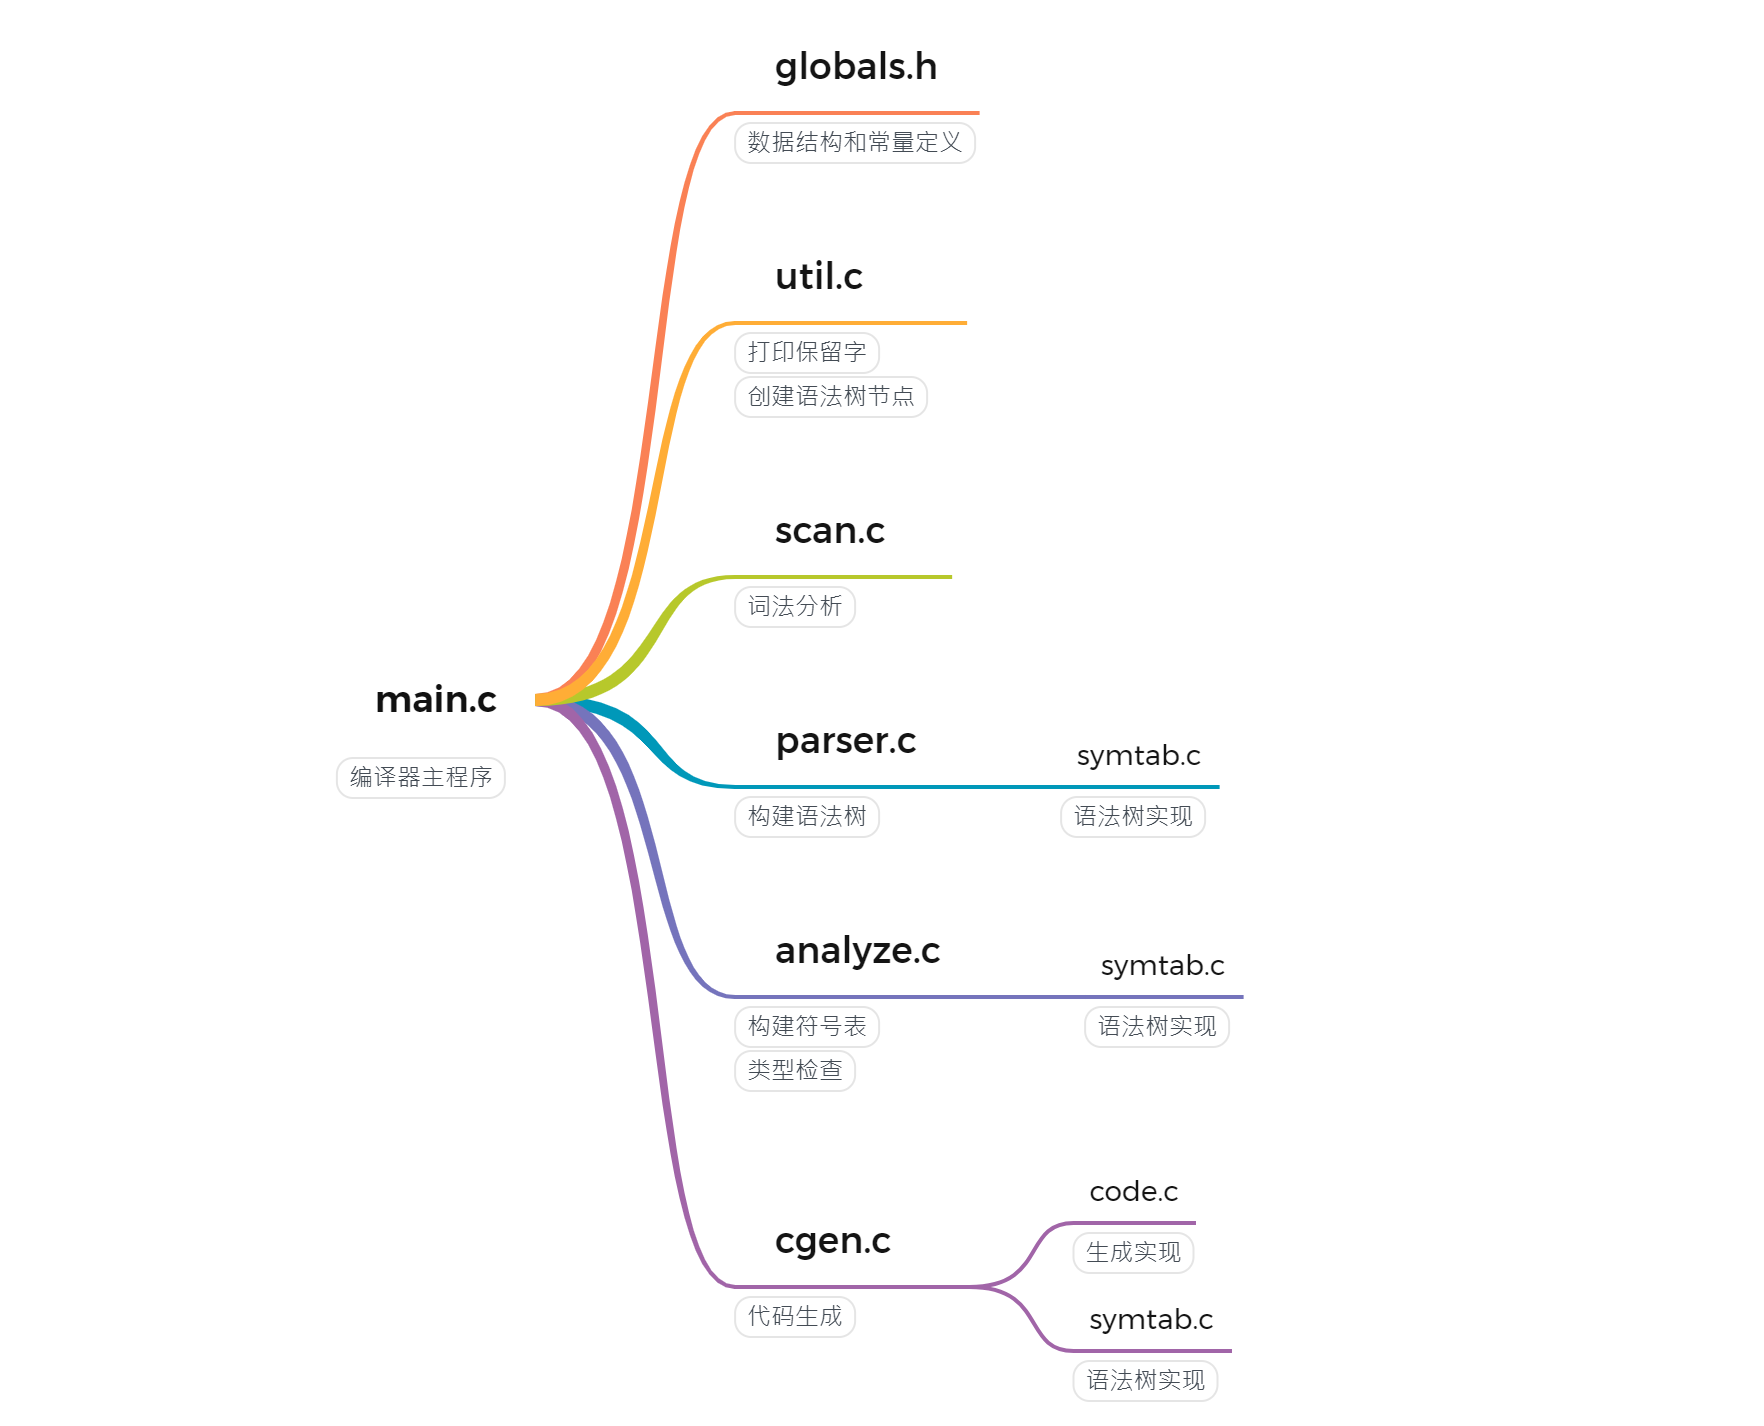 globals.h
数据结构和常量定义
util.c
打印保留字
创建语法树节点
scan.c
词法分析
main.c
编译器主程序
parser.c
构建语法树
symtab.c
语法树实现
analyze.c
构建符号表
类型检查
symtab.c
语法树实现
cgen.c
代码生成
code.c
生成实现
symtab.c
语法树实现